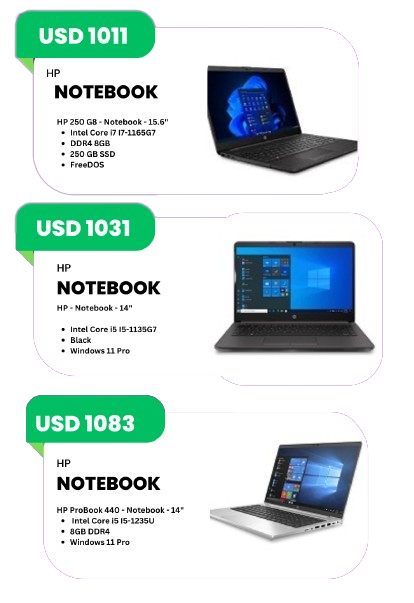 USD 1011
HP
NOTEBOOK
HP 250 G8 - Notebook - 15.6"
• Intel Core i7 I7-1165G7
• DDR4 8GB
• 250 GB SSD
• FreeDOS
USD 1031
HP
NOTEBOOK
HP - Notebook - 14"
• Intel Core i5 I5-1135G7
• Black
• Windows 11 Pro
USD 1083
HP
NOTEBOOK
HP ProBook 440 - Notebook - 14"
• Intel Core i5 I5-1235U
• 8GB DDR4
• Windows 11 Pro